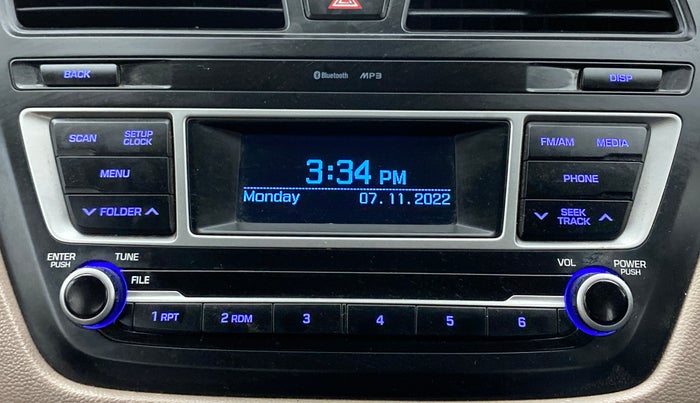 BACK
Bluetooth MP3
DISP
SCAN SETUP CLOCK
MENU
FOLDER
3:34 PM
Monday 07.11.2022
FM/AM MEDIA
PHONE
SEEK TRACK
ENTER PUSH
TUNE
FILE
VOL
POWER PUSH
1 RPT 2 RDM 3 4 5 6